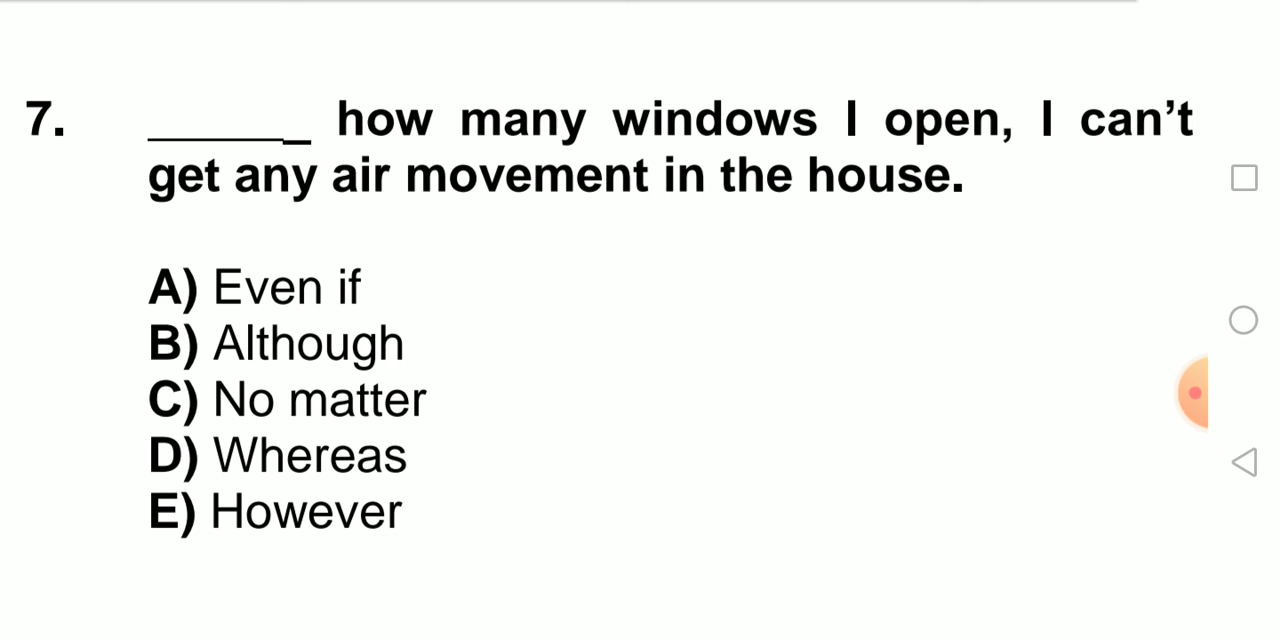 7. _______ how many windows I open, I can’t
get any air movement in the house.
A) Even if
B) Although
C) No matter
D) Whereas
E) However